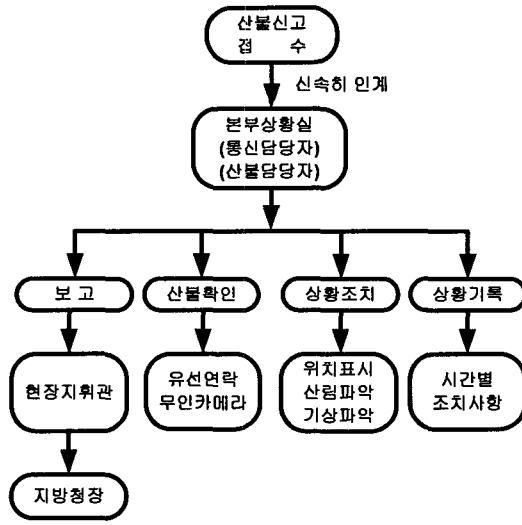 산불신고
접 수
신속히 인계
본부상황실
(통신담당자)
(산불담당자)
보 고
산불확인
상황조치
상황기록
현장지휘관
유선연락
무인카메라
위치표시
산림파악
기상파악
시간별
조치사항
지방청장